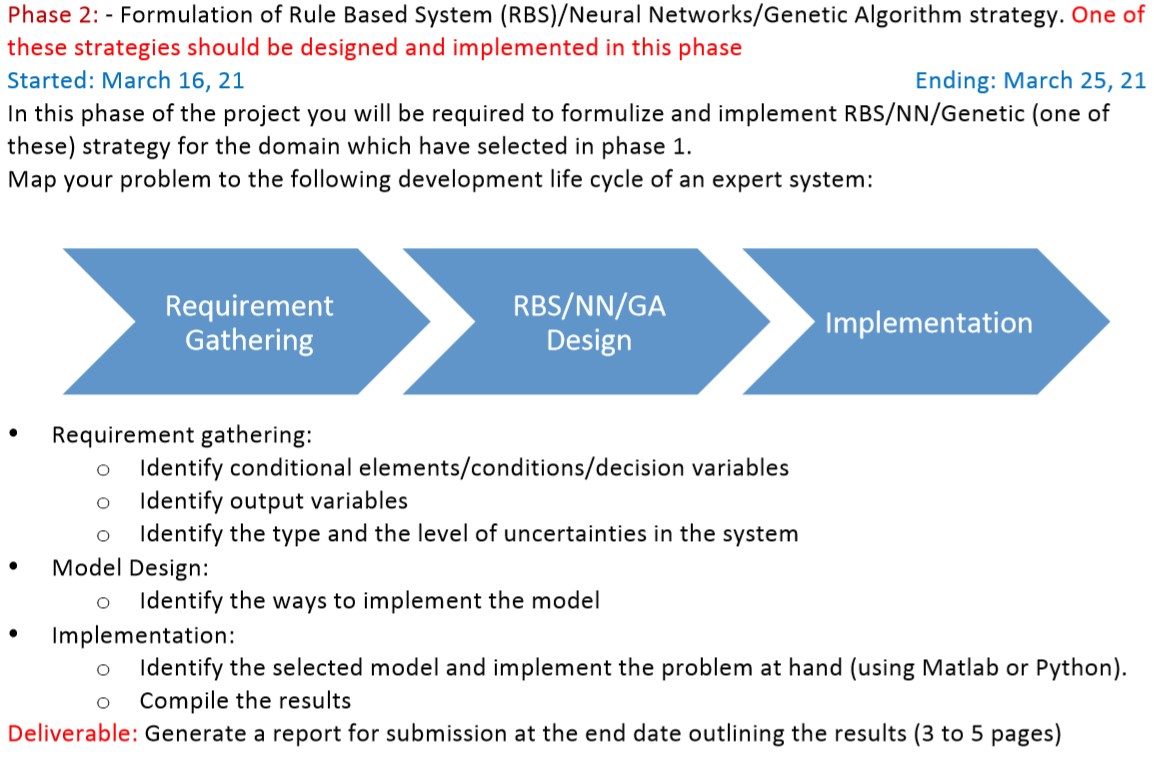 Phase 2: - Formulation of Rule Based System (RBS)/Neural Networks/Genetic Algorithm strategy. One of
these strategies should be designed and implemented in this phase
Started: March 16, 21 Ending: March 25, 21
In this phase of the project you will be required to formulize and implement RBS/NN/Genetic (one of
these) strategy for the domain which have selected in phase 1.
Map your problem to the following development life cycle of an expert system:
Requirement
Gathering
RBS/NN/GA
Design
Implementation
• Requirement gathering:
o Identify conditional elements/conditions/decision variables
o Identify output variables
o Identify the type and the level of uncertainties in the system
• Model Design:
o Identify the ways to implement the model
• Implementation:
o Identify the selected model and implement the problem at hand (using Matlab or Python).
o Compile the results
Deliverable: Generate a report for submission at the end date outlining the results (3 to 5 pages)